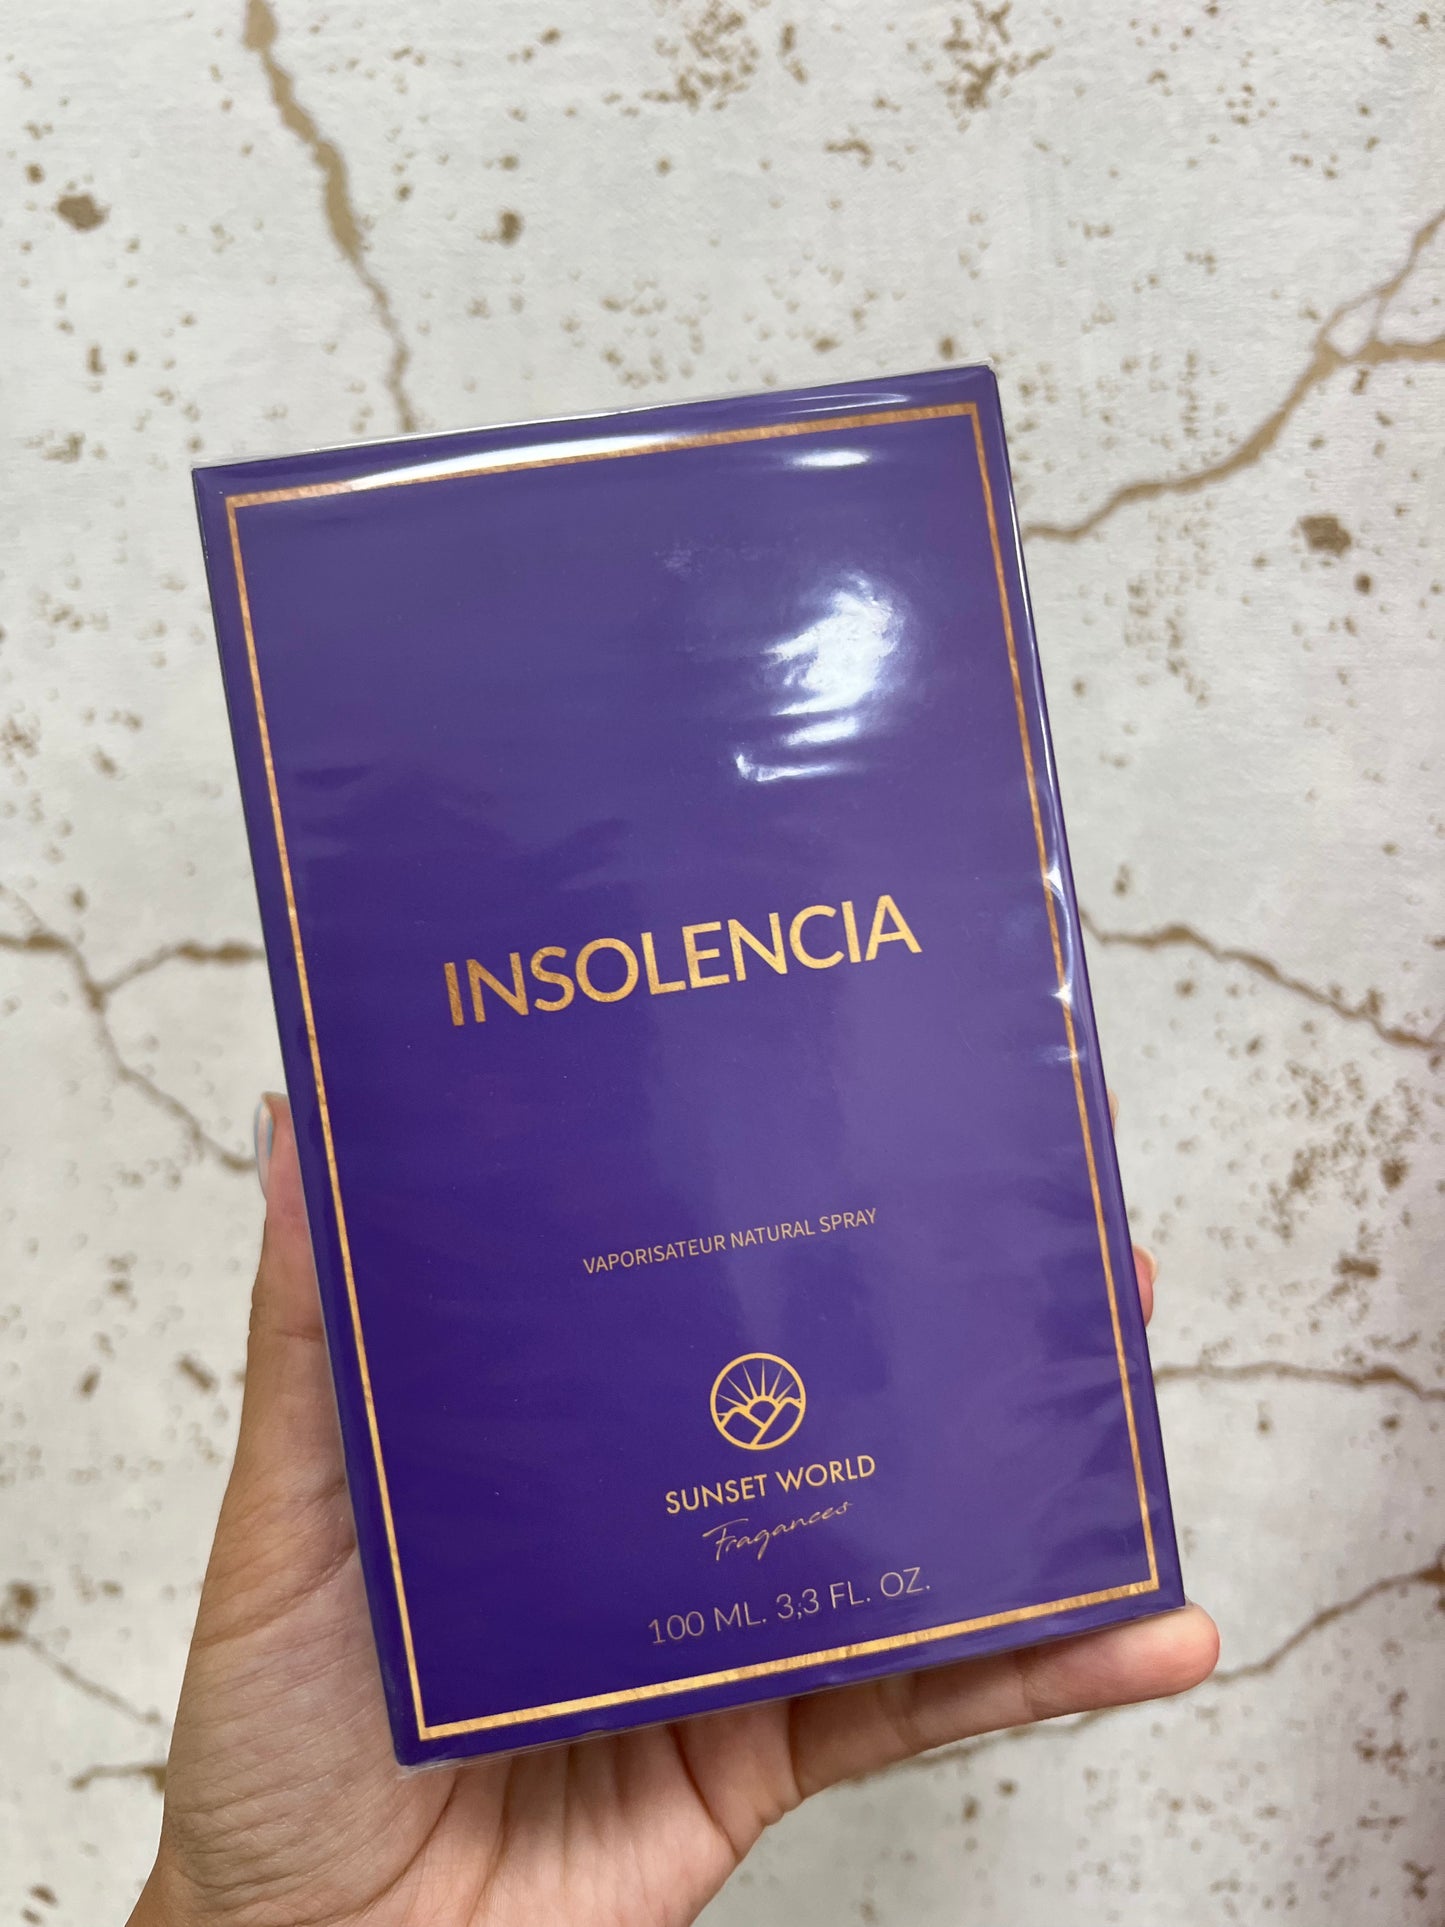 INSOLENCIA
VAPORISATEUR NATURAL SPRAY
SUNSET WORLD
Fragances
100 ML. 3,3 FL. OZ.